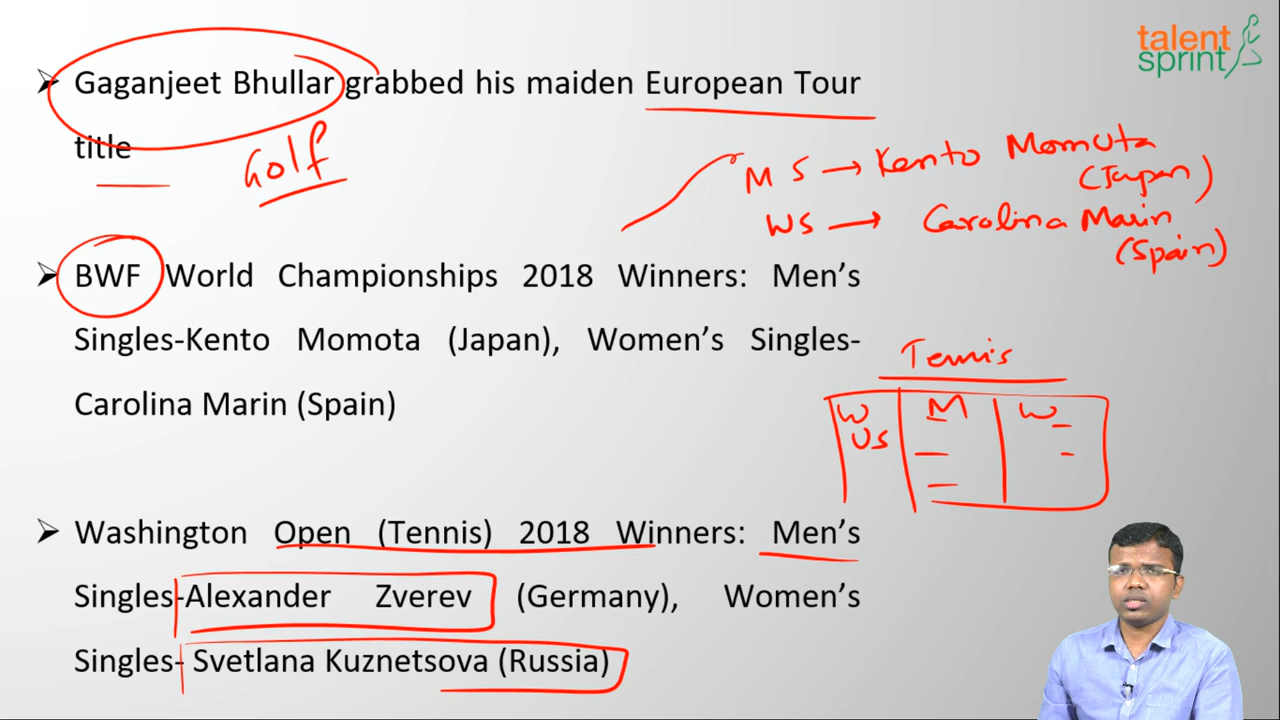 talent
sprint
➢ Gaganjeet Bhullar grabbed his maiden European Tour
title
Golf
M S → Kento Momuta
(Japan)
WS → Carolina Marin
(Spain)
➢ BWF World Championships 2018 Winners: Men’s
Singles-Kento Momota (Japan), Women’s Singles-
Carolina Marin (Spain)
Tennis
W M W
US
➢ Washington Open (Tennis) 2018 Winners: Men’s
Singles-Alexander Zverev (Germany), Women’s
Singles- Svetlana Kuznetsova (Russia)